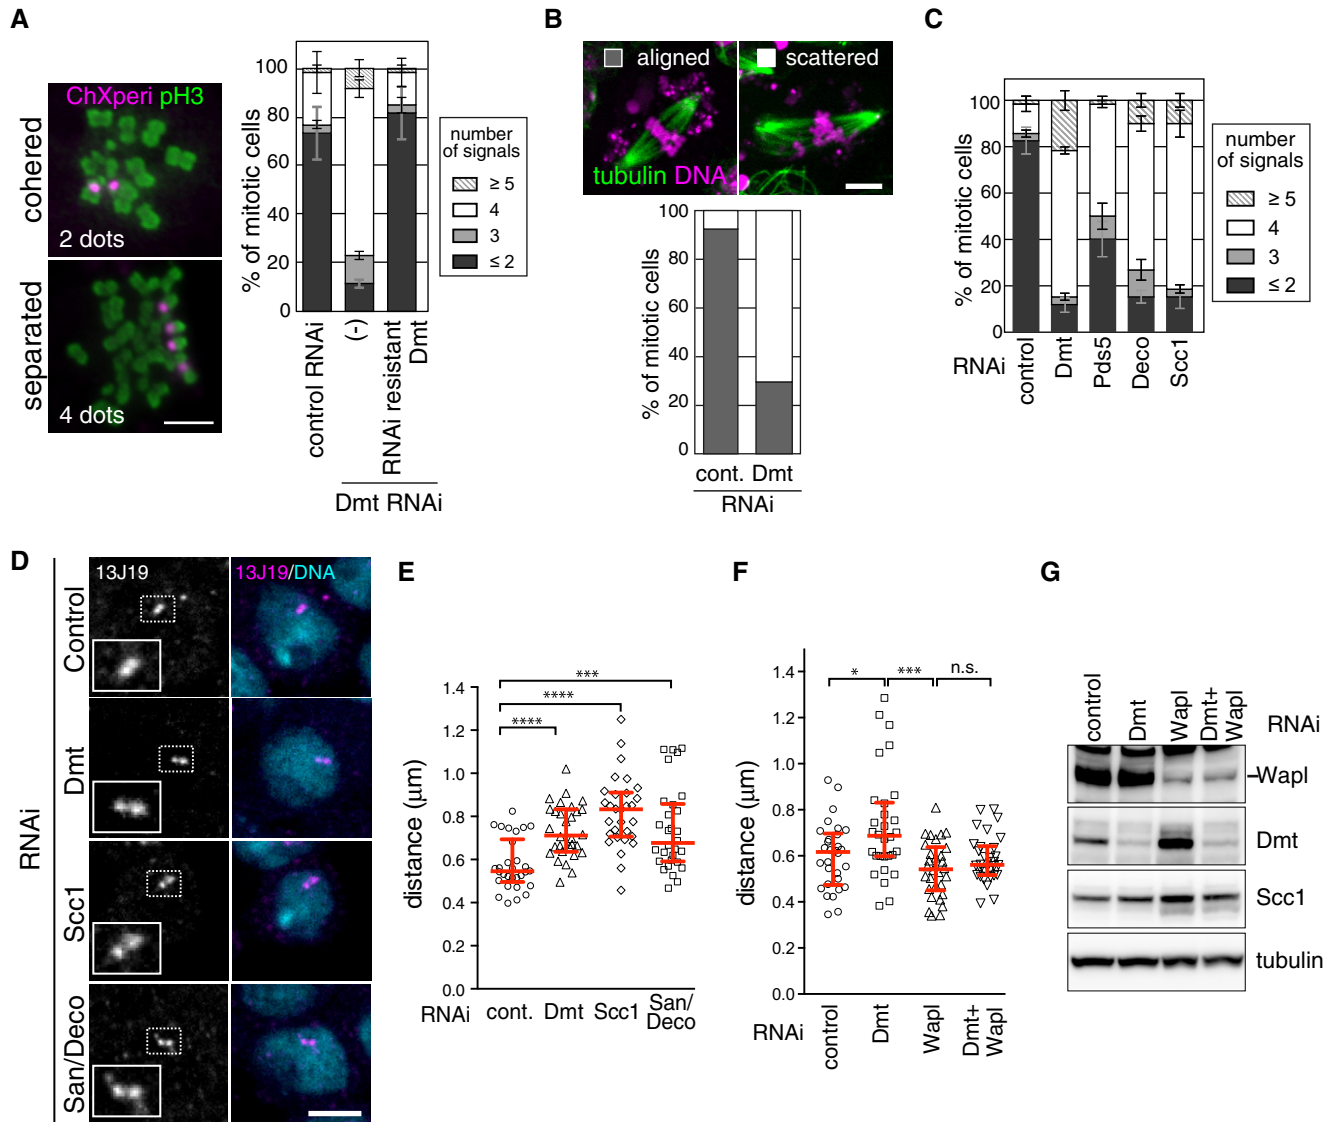 A
ChXperi pH3
cohered
2 dots
separated
4 dots
% of mitotic cells
100
80
60
40
20
0
control RNAi
(-)
RNAi resistant
Dmt
Dmt RNAi
number
of signals
≥ 5
4
3
≤ 2
B
aligned
scattered
tubulin DNA
% of mitotic cells
100
80
60
40
20
0
cont. Dmt
RNAi
C
% of mitotic cells
100
80
60
40
20
0
RNAi
control
Dmt
Pds5
Deco
Scc1
number
of signals
≥ 5
4
3
≤ 2
D
RNAi
13J19
13J19/DNA
Control
Dmt
Scc1
San/Deco
E
distance (µm)
1.4
1.2
1.0
0.8
0.6
0.4
0.2
0.0
***
****
****
RNAi
cont. Dmt Scc1 San/
Deco
F
distance (µm)
1.4
1.2
1.0
0.8
0.6
0.4
0.2
0.0
* *** n.s.
RNAi
control
Dmt
Wapl
Dmt+
Wapl
G
control
Dmt
Wapl
Dmt+
Wapl
RNAi
Wapl
Dmt
Scc1
tubulin